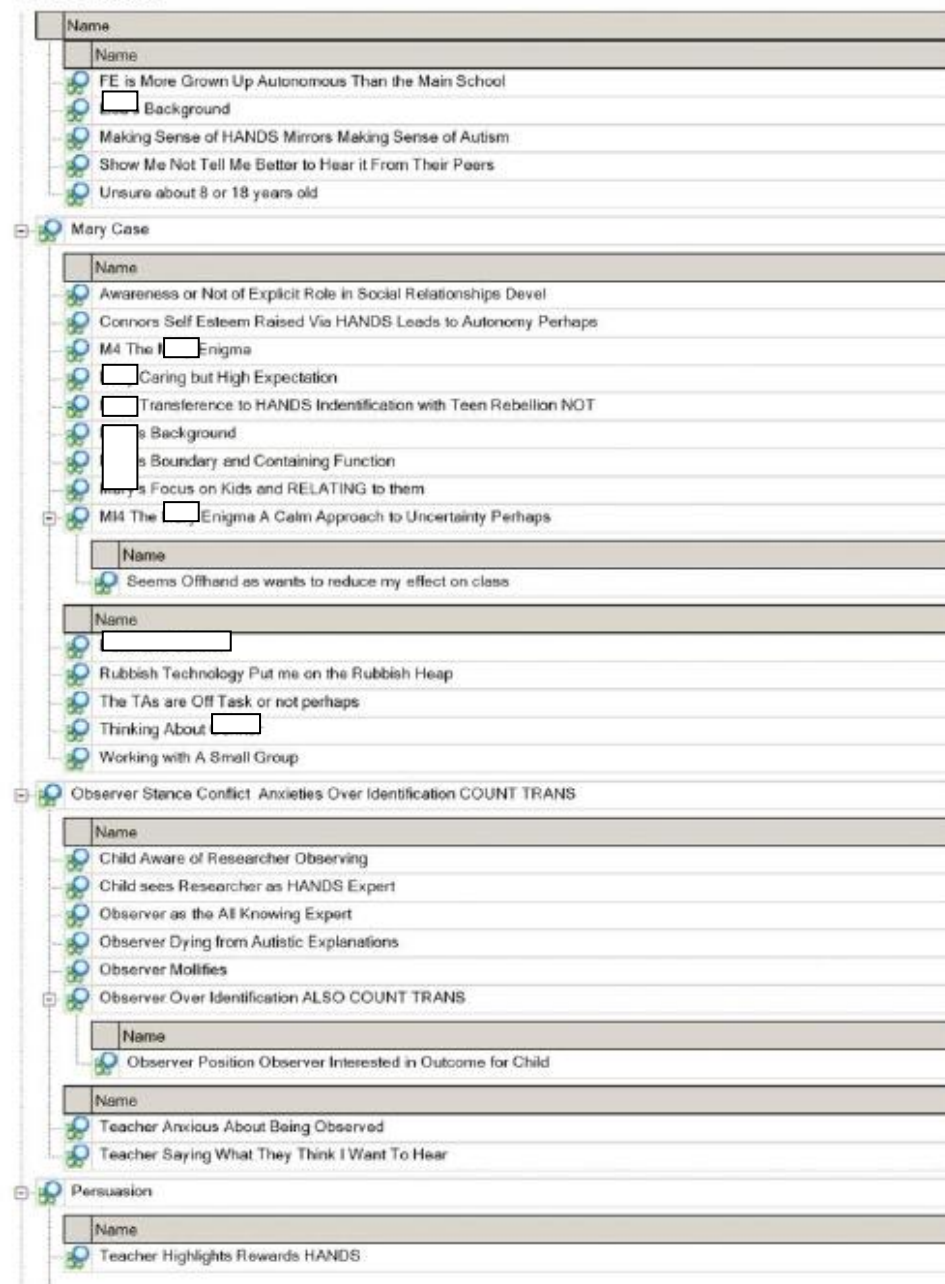 Name
Name
FE is More Grown Up Autonomous Than the Main School
Background
Making Sense of HANDS Mirrors Making Sense of Autism
Show Me Not Tell Me Better to Hear it From Their Peers
Unsure about 8 or 18 years old
Mary Case
Name
Awareness or Not of Explicit Role in Social Relationships Devel
Connors Self Esteem Raised Via HANDS Leads to Autonomy Perhaps
M4 The Enigma
Caring but High Expectation
Transference to HANDS Indentification with Teen Rebellion NOT
s Background
s Boundary and Containing Function
s Focus on Kids and RELATING to them
MI4 The Enigma A Calm Approach to Uncertainty Perhaps
Name
Seems Offhand as wants to reduce my effect on class
Name
Rubbish Technology Put me on the Rubbish Heap
The TAs are Off Task or not perhaps
Thinking About
Working with A Small Group
Observer Stance Conflict Anxieties Over Identification COUNT TRANS
Name
Child Aware of Researcher Observing
Child sees Researcher as HANDS Expert
Observer as the All Knowing Expert
Observer Dying from Autistic Explanations
Observer Mollifies
Observer Over Identification ALSO COUNT TRANS
Name
Observer Position Observer Interested in Outcome for Child
Name
Teacher Anxious About Being Observed
Teacher Saying What They Think I Want To Hear
Persuasion
Name
Teacher Highlights Rewards HANDS